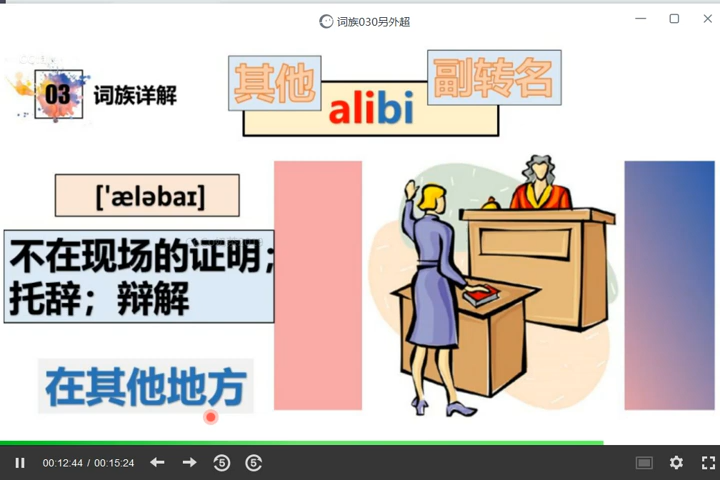 词族030另外超
03 词族详解
其他 副转名
alibi
['æləbaɪ]
不在现场的证明；
托辞；辩解
在其他地方
00:12:44 / 00:15:24
5 5